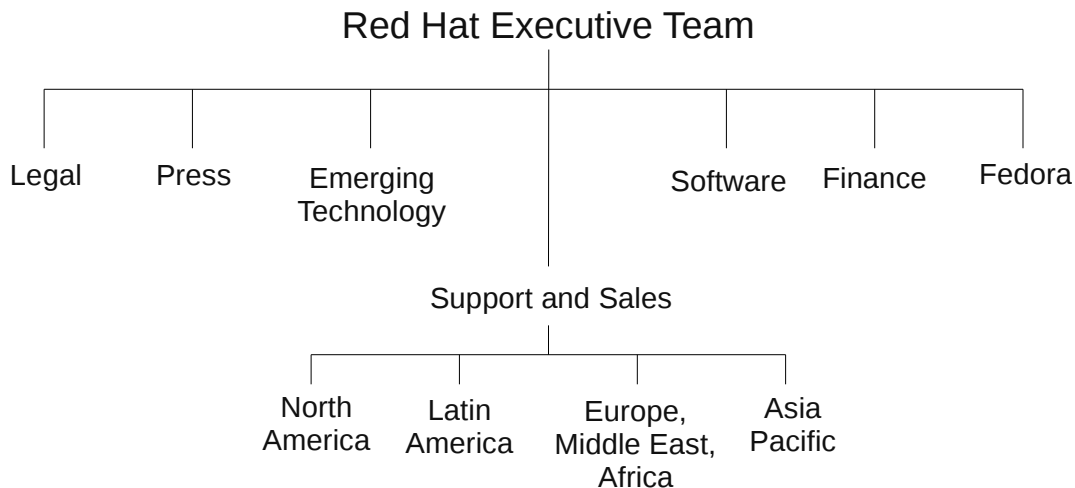 Red Hat Executive Team
Legal
Press
Emerging
Technology
Software
Finance
Fedora
Support and Sales
North
America
Latin
America
Europe,
Middle East,
Africa
Asia
Pacific